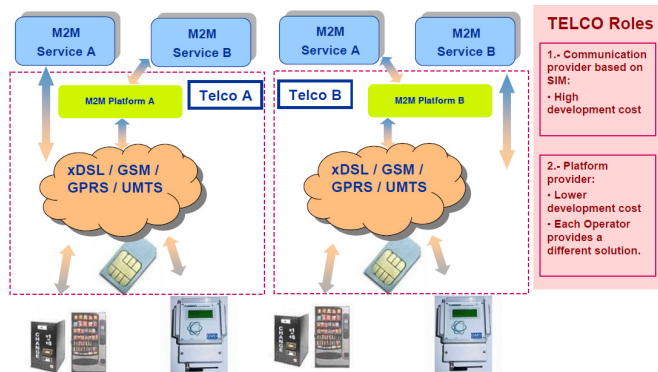 M2M
Service A
M2M
Service B
M2M Platform A
Telco A
xDSL / GSM /
GPRS / UMTS
M2M
Service A
M2M
Service B
Telco B
M2M Platform B
xDSL / GSM /
GPRS / UMTS
TELCO Roles
1.- Communication
provider based on
SIM:
• High
development cost
2.- Platform
provider:
• Lower
development cost
• Each Operator
provides a
different solution.
CHANGE